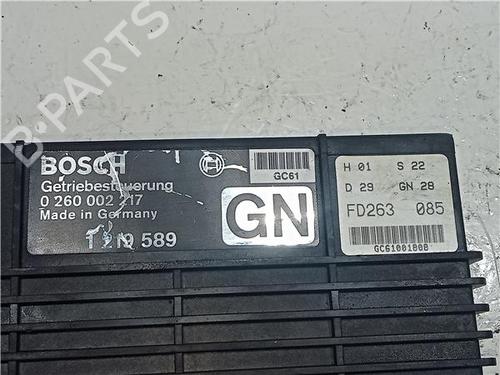 B-PARTS
BOSCH
Getriebesteuerung
0 260 002 217
Made in Germany
589
GC61
GN
H 01 S 22
D 29 GN 28
FD263 085
GC61001808